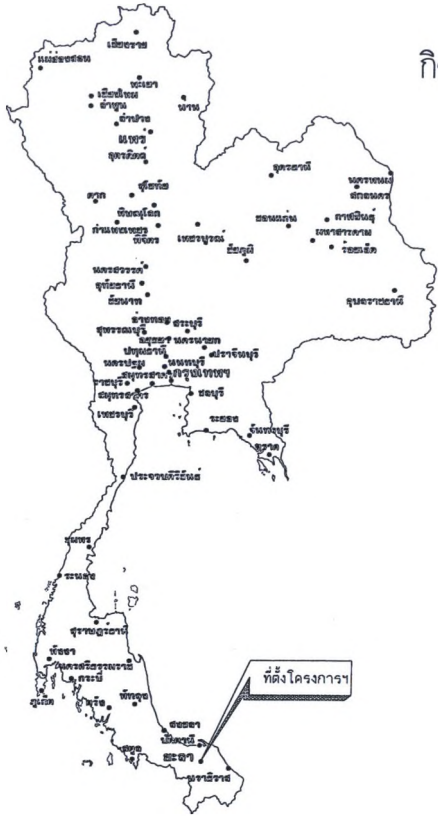 กิ
เชียงราย
แม่ฮ่องสอน
พะเยา
เชียงใหม่
น่าน
ลำพูน
ลำปาง
แพร่
อุตรดิตถ์
อุดรธานี
นครพนม
สกลนคร
สุโขทัย
ตาก
พิษณุโลก
กาฬสินธุ์
กำแพงเพชร
ขอนแก่น
มหาสารคาม
พิจิตร
เพชรบูรณ์
ร้อยเอ็ด
ชัยภูมิ
นครสวรรค์
อุทัยธานี
ชัยนาท
อุบลราชธานี
อ่างทอง
สระบุรี
สุพรรณบุรี
อยุธยา
นครนายก
ปทุมธานี
ปราจีนบุรี
นครปฐม
นนทบุรี
กรุงเทพฯ
ราชบุรี
ชลบุรี
เพชรบุรี
ระยอง
จันทบุรี
ตราด
ประจวบคีรีขันธ์
ชุมพร
ระนอง
สุราษฎร์ธานี
พังงา
นครศรีธรรมราช
กระบี่
ที่ตั้งโครงการฯ
ภูเก็ต
ตรัง
พัทลุง
สงขลา
ปัตตานี
สตูล
ยะลา
นราธิวาส